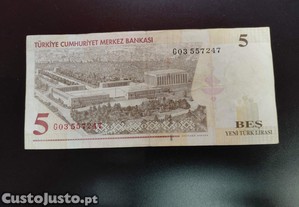 TÜRKİYE CUMHURİYET MERKEZ BANKASI
G03 557247
5
5
G03 557247
BEŞ
YENİ TÜRK LİRASI
CustoJusto.pt